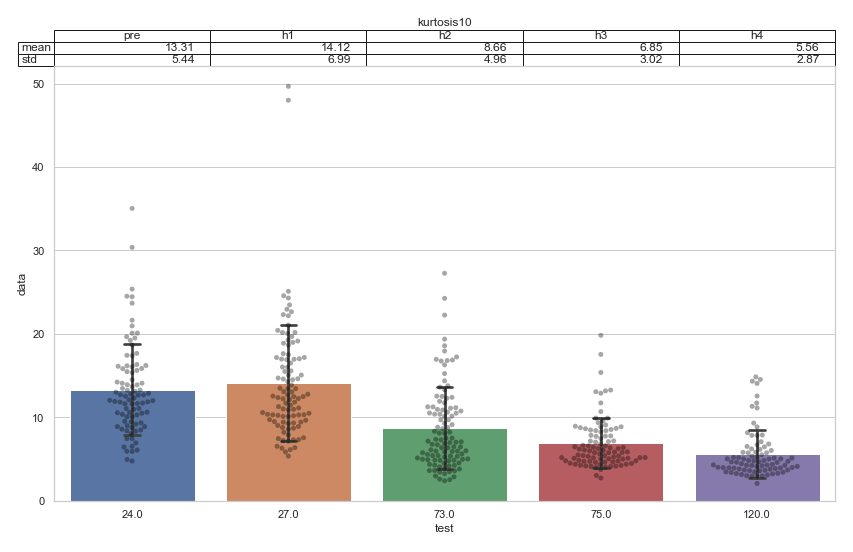 kurtosis10
pre h1 h2 h3 h4
mean 13.31 14.12 8.66 6.85 5.56
std 5.44 6.99 4.96 3.02 2.87
50
40
30
20
10
0
data
24.0 27.0 73.0 75.0 120.0
test